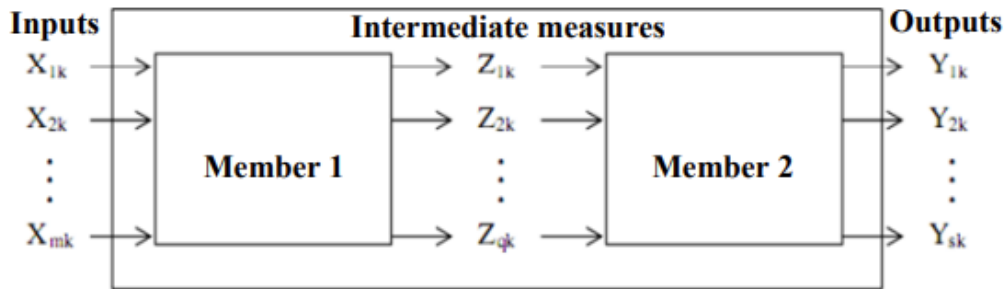 Inputs Intermediate measures Outputs
X1k Z1k Y1k
X2k Z2k Y2k
Member 1 Member 2
Xmk Zqk Ysk